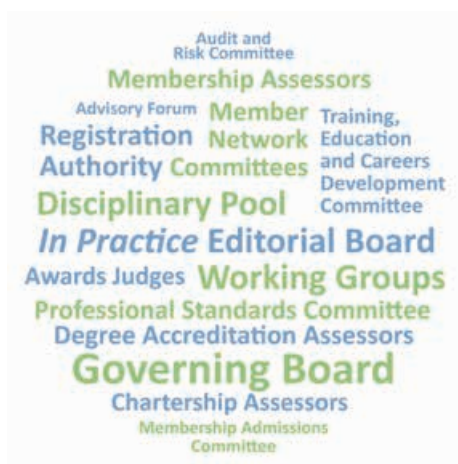 Audit and
Risk Committee
Membership Assessors
Advisory Forum
Member
Network
Committees
Training,
Education
and Careers
Development
Committee
Registration
Authority
Disciplinary Pool
In Practice Editorial Board
Awards Judges
Working Groups
Professional Standards Committee
Degree Accreditation Assessors
Governing Board
Chartership Assessors
Membership Admissions
Committee